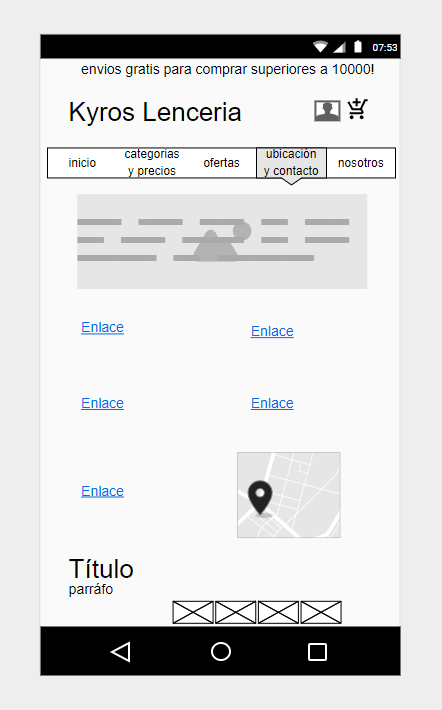 07:53
envios gratis para comprar superiores a 10000!
Kyros Lenceria
inicio
categorias
y precios
ofertas
ubicación
y contacto
nosotros
Enlace
Enlace
Enlace
Enlace
Enlace
Título
parráfo